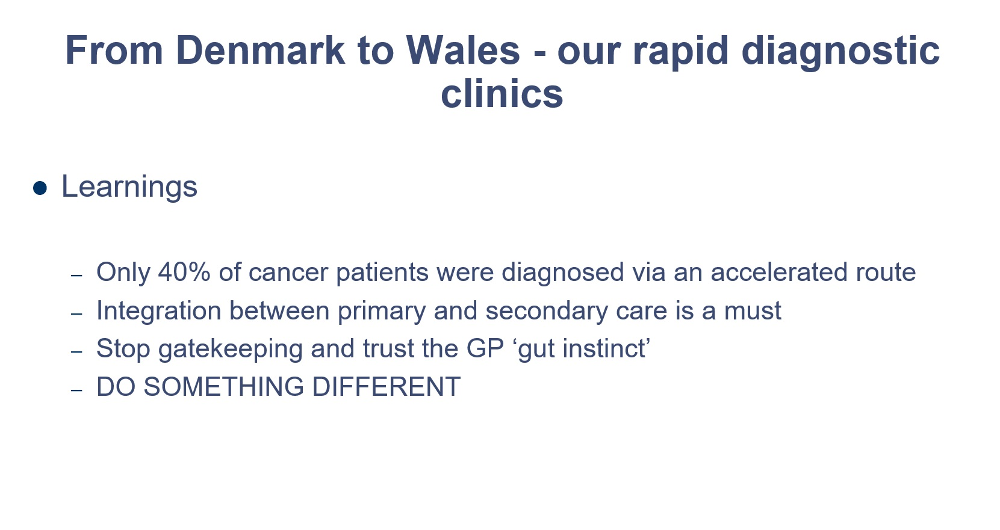 From Denmark to Wales - our rapid diagnostic
clinics
● Learnings
– Only 40% of cancer patients were diagnosed via an accelerated route
– Integration between primary and secondary care is a must
– Stop gatekeeping and trust the GP ‘gut instinct’
– DO SOMETHING DIFFERENT